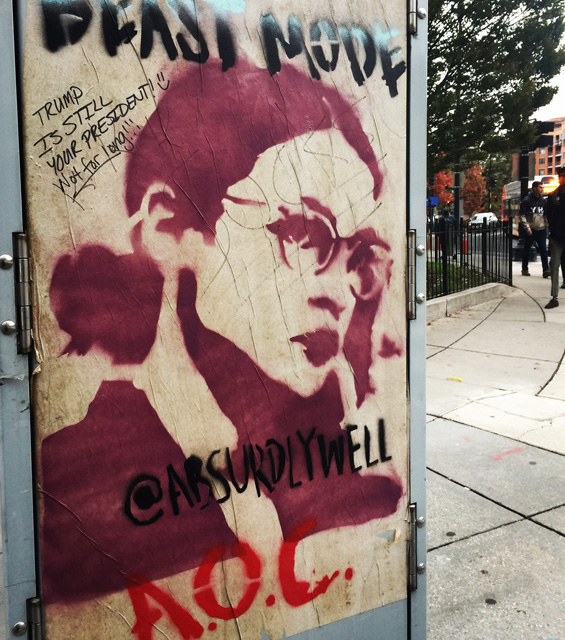 BEAST MODE
TRUMP
IS STILL
YOUR PRESIDENT!
Not for long!!!
@ABSURDLYWELL
A.O.C.